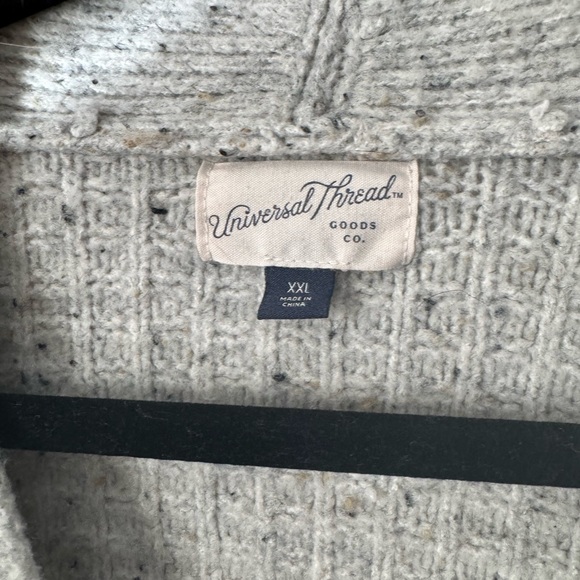 Universal Thread™
GOODS
CO.
XXL
MADE IN
CHINA